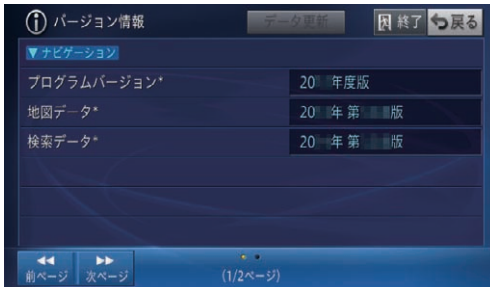 バージョン情報 データ更新 終了 戻る
▼ナビゲーション
プログラムバージョン* 20 年度版
地図データ* 20 年 第 版
検索データ* 20 年 第 版
前ページ 次ページ (1/2ページ)